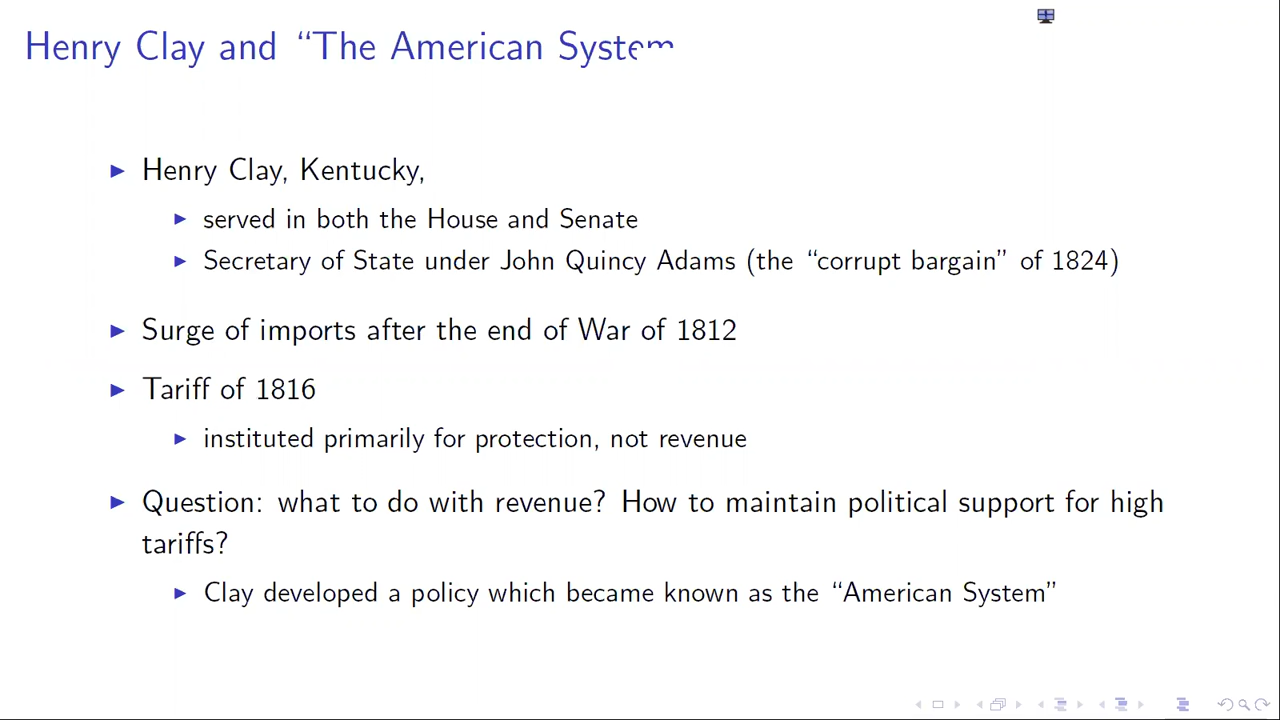 Henry Clay and “The American System
▶ Henry Clay, Kentucky,
▶ served in both the House and Senate
▶ Secretary of State under John Quincy Adams (the “corrupt bargain” of 1824)
▶ Surge of imports after the end of War of 1812
▶ Tariff of 1816
▶ instituted primarily for protection, not revenue
▶ Question: what to do with revenue? How to maintain political support for high
tariffs?
▶ Clay developed a policy which became known as the “American System”